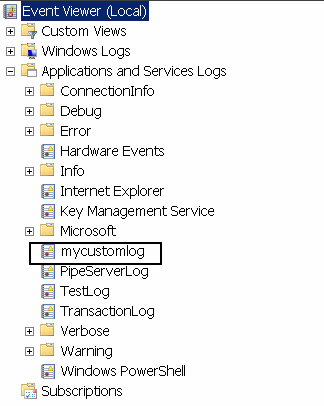 Event Viewer (Local)
Custom Views
Windows Logs
Applications and Services Logs
ConnectionInfo
Debug
Error
Hardware Events
Info
Internet Explorer
Key Management Service
Microsoft
mycustomlog
PipeServerLog
TestLog
TransactionLog
Verbose
Warning
Windows PowerShell
Subscriptions